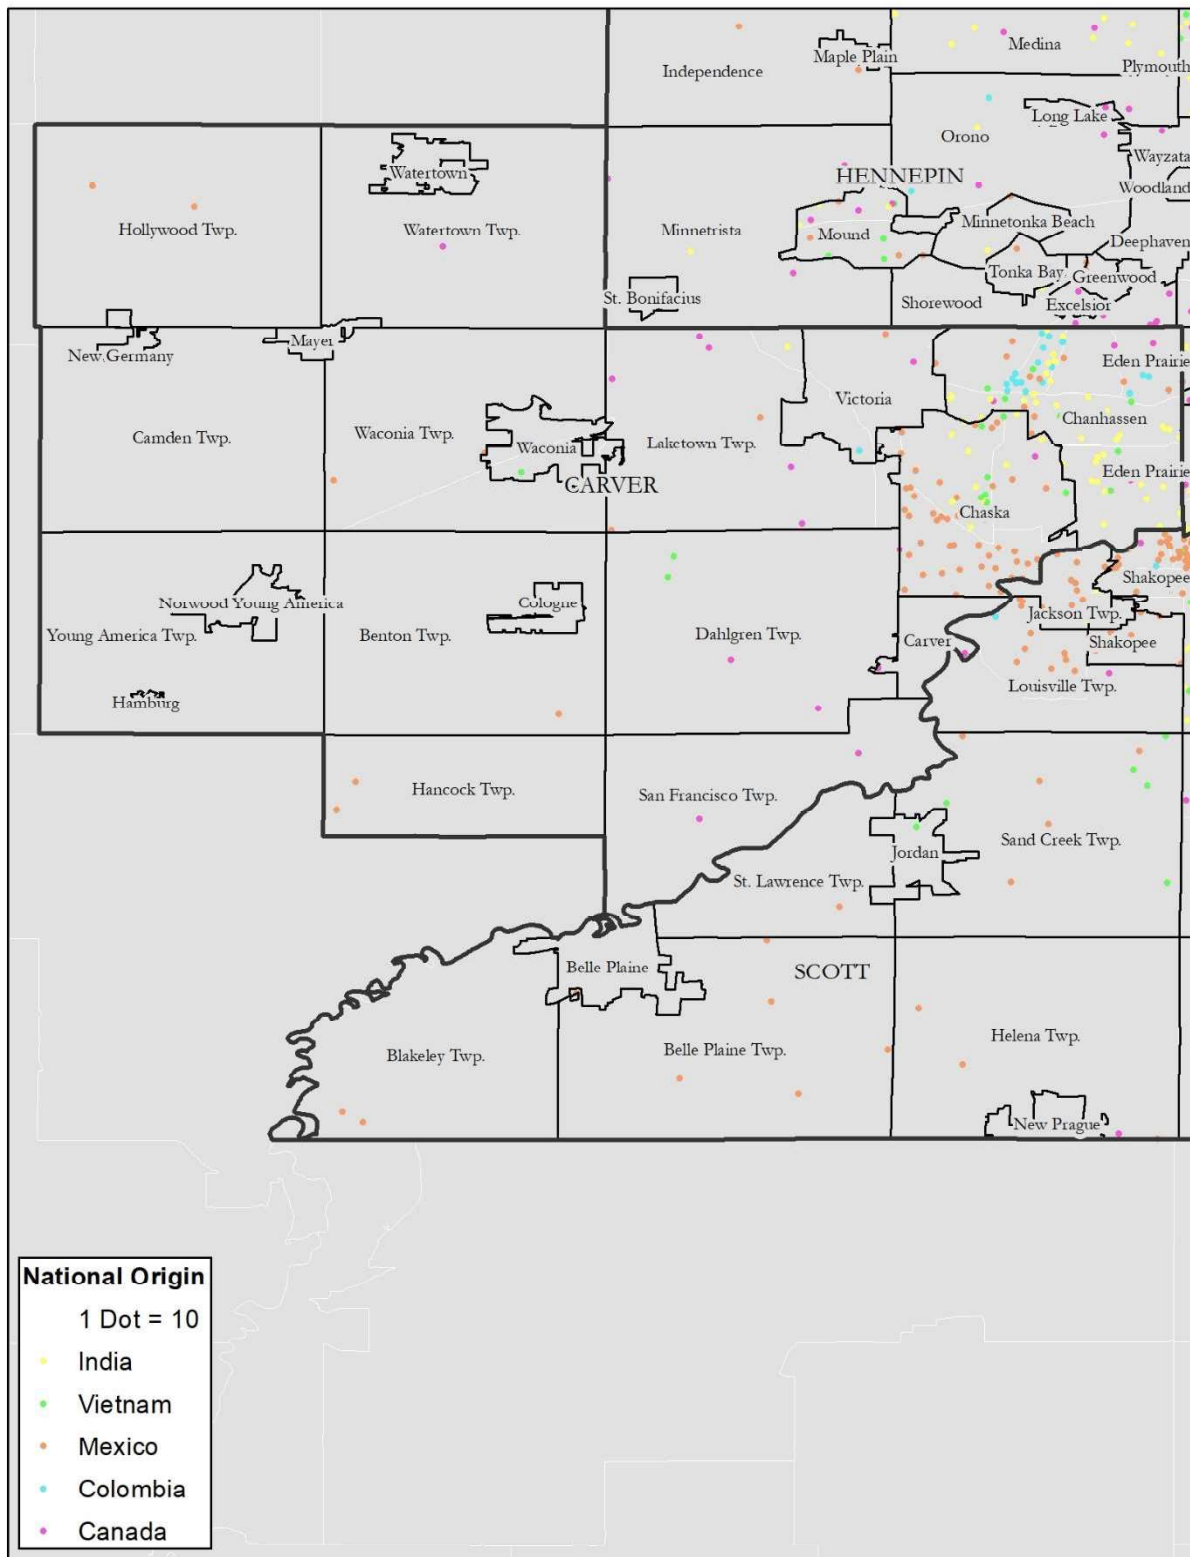 Medina
Maple Plain
Independence
Plymouth
Long Lake
Orono
Wayzata
Watertown
HENNEPIN
Woodland
Hollywood Twp.
Watertown Twp.
Minnetrista
Mound
Minnetonka Beach
Deephaven
Tonka Bay
Greenwood
St. Bonifacius
Shorewood
Excelsior
New Germany
Mayer
Eden Prairie
Victoria
Chanhassen
Camden Twp.
Waconia Twp.
Waconia
Laketown Twp.
Eden Prairie
CARVER
Chaska
Shakopee
Norwood Young America
Cologne
Jackson Twp.
Young America Twp.
Benton Twp.
Dahlgren Twp.
Carver
Shakopee
Louisville Twp.
Hamburg
Hancock Twp.
San Francisco Twp.
Sand Creek Twp.
Jordan
St. Lawrence Twp.
Belle Plaine
SCOTT
Helena Twp.
Blakeley Twp.
Belle Plaine Twp.
New Prague
National Origin
1 Dot = 10
India
Vietnam
Mexico
Colombia
Canada